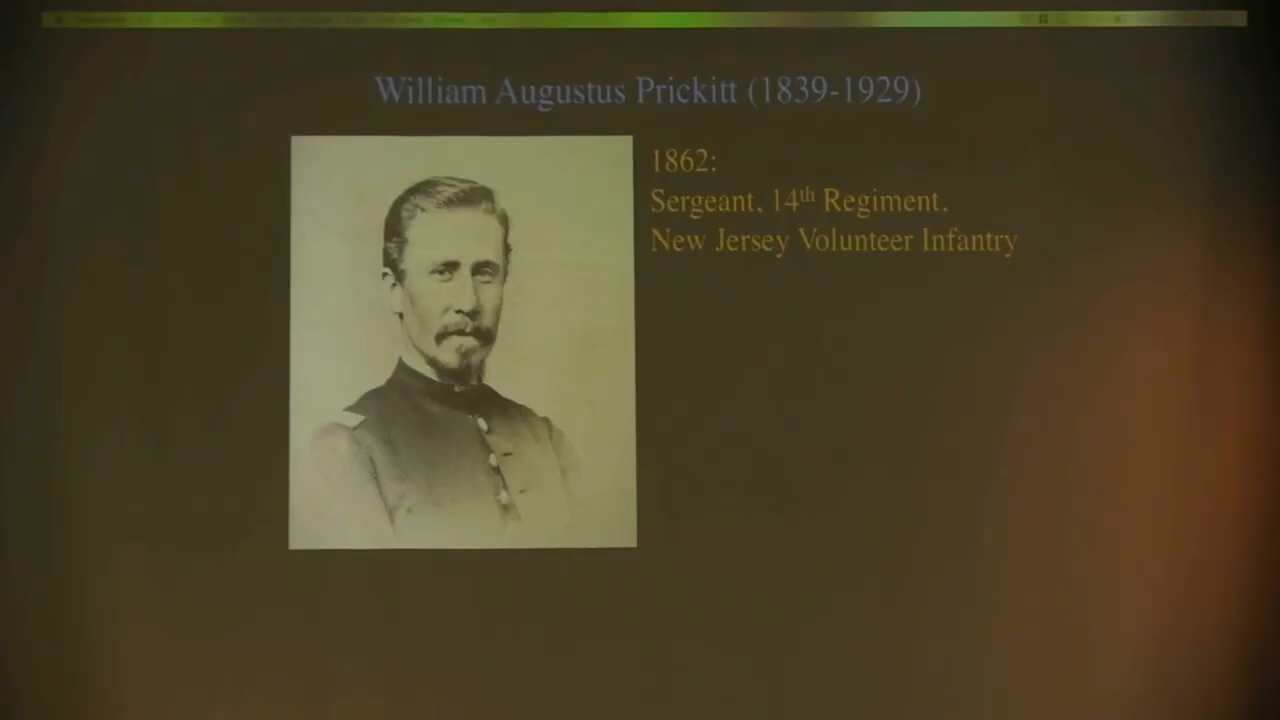 William Augustus Prickitt (1839-1929)
1862:
Sergeant, 14th Regiment,
New Jersey Volunteer Infantry